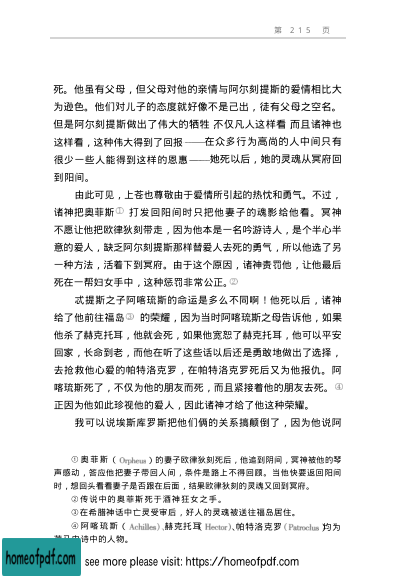 第 215 页
死。他虽有父母，但父母对他的亲情与阿尔刻提斯的爱情相比大
为逊色。他们对儿子的态度就好像不是己出，徒有父母之空名。
但是阿尔刻提斯做出了伟大的牺牲 不仅凡人这样看 而且诸神也
这样看，这种伟大得到了回报——在众多行为高尚的人中间只有
很少一些人能得到这样的恩惠——她死以后，她的灵魂从冥府回
到阳间。
由此可见，上苍也尊敬由于爱情所引起的热忱和勇气。不过，
诸神把奥菲斯① 打发回阳间时只把他妻子的魂影给他看。冥神
不愿让他把欧律狄刻带走，因为他本是一名吟游诗人，是个半心半
意的爱人，缺乏阿尔刻提斯那样替爱人去死的勇气，所以他选了另
一种方法，活着下到冥府。由于这个原因，诸神责罚他，让他最后
死在一帮妇女手中，这种惩罚非常公正。②
忒提斯之子阿喀琉斯的命运是多么不同啊！他死以后，诸神
给了他前往福岛③ 的荣耀，因为当时阿喀琉斯之母告诉他，如果
他杀了赫克托耳，他就会死，如果他宽恕了赫克托耳，他可以平安
回家，长命到老，而他在听了这些话以后还是勇敢地做出了选择，
去抢救他心爱的帕特洛克罗，在帕特洛克罗死后又为他报仇。阿
喀琉斯死了，不仅为他的朋友而死，而且紧接着他的朋友去死。④
正因为他如此珍视他的爱人，因此诸神才给了他这种荣耀。
我可以说埃斯库罗斯把他们俩的关系搞颠倒了，因为他说阿
①奥菲斯（Orpheus）的妻子欧律狄刻死后，他追到阴间，冥神被他的琴
声感动，答应他把妻子带回人间，条件是路上不得回顾。当他快要返回阳间
时，想回头看看妻子是否跟在后面，结果欧律狄刻的灵魂又回到冥府。
②传说中的奥菲斯死于酒神狂女之手。
③在希腊神话中亡灵受审后，好人的灵魂被送往福岛居住。
④阿喀琉斯（Achilles）、赫克托耳（Hector）、帕特洛克罗（Patroclus）均为
荷马史诗中的人物。
homeofpdf.com
see more please visit: https://homeofpdf.com